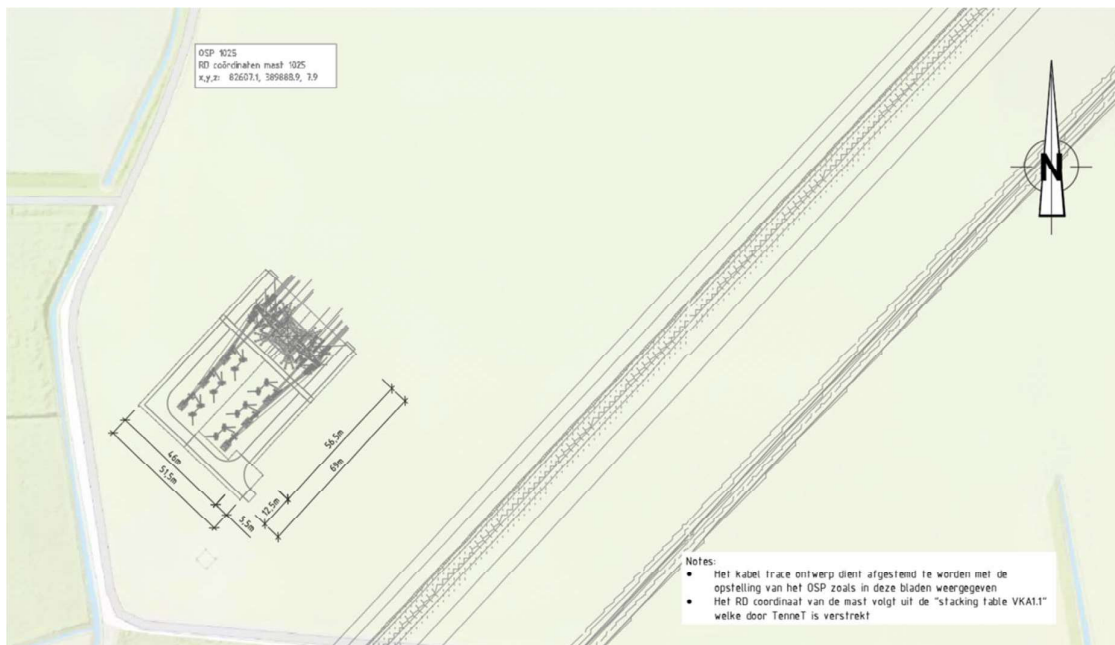 OSP 1025
RD coördinaten mast 1025
x,y,z: 82607.1, 389888.9, 7.9
N
46m
51,5m
5,5m
12,5m
56,5m
69m
Notes:
• Het kabel trace ontwerp dient afgestemd te worden met de
opstelling van het OSP zoals in deze bladen weergegeven
• Het RD coordinaat van de mast volgt uit de "stacking table VKA1.1"
welke door TenneT is verstrekt